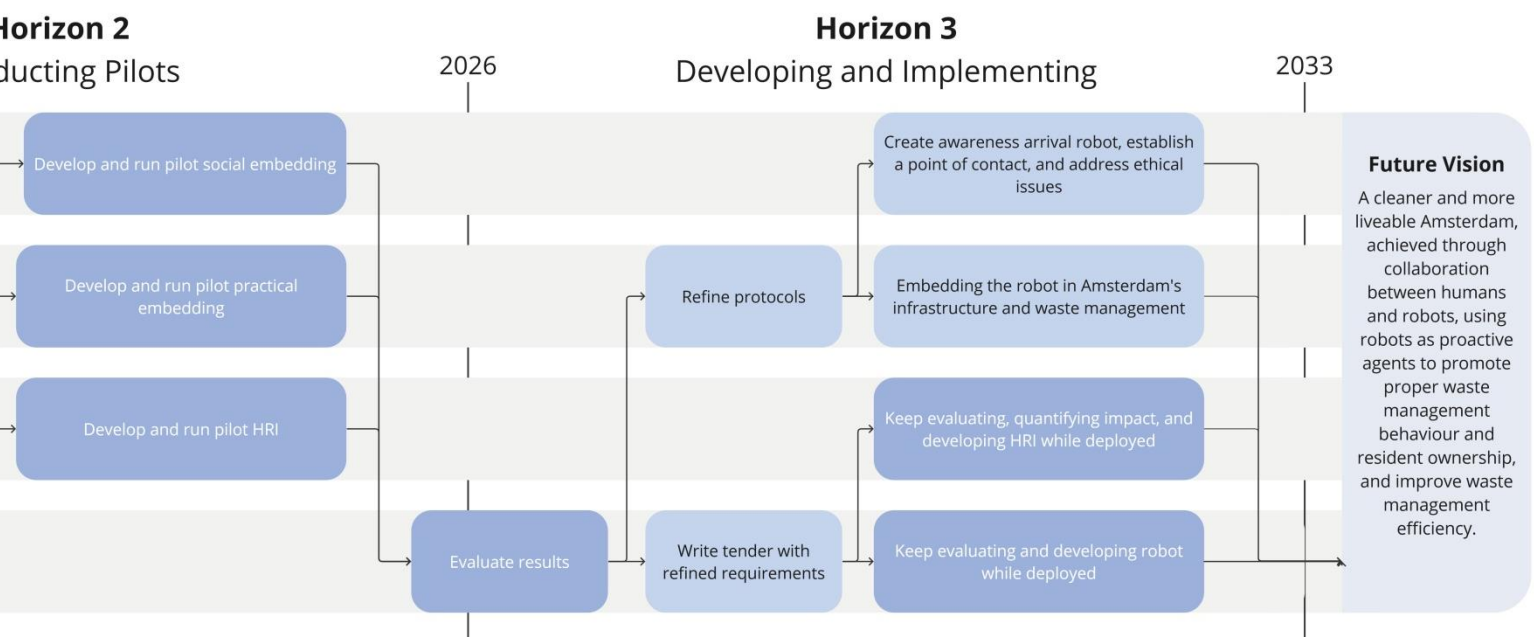 Horizon 2
ducting Pilots
2026
Horizon 3
Developing and Implementing
2033
Develop and run pilot social embedding
Create awareness arrival robot, establish
a point of contact, and address ethical
issues
Develop and run pilot practical
embedding
Refine protocols
Embedding the robot in Amsterdam's
infrastructure and waste management
Develop and run pilot HRI
Keep evaluating, quantifying impact, and
developing HRI while deployed
Evaluate results
Write tender with
refined requirements
Keep evaluating and developing robot
while deployed
Future Vision
A cleaner and more
liveable Amsterdam,
achieved through
collaboration
between humans
and robots, using
robots as proactive
agents to promote
proper waste
management
behaviour and
resident ownership,
and improve waste
management
efficiency.